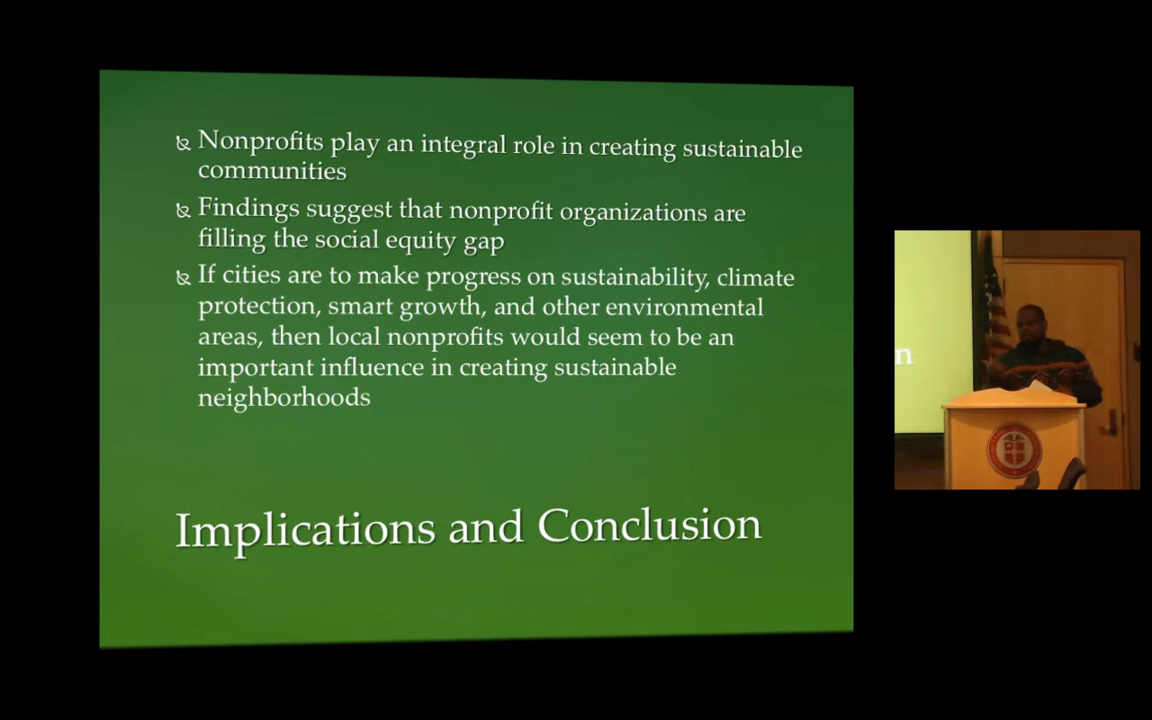 Nonprofits play an integral role in creating sustainable
communities
Findings suggest that nonprofit organizations are
filling the social equity gap
If cities are to make progress on sustainability, climate
protection, smart growth, and other environmental
areas, then local nonprofits would seem to be an
important influence in creating sustainable
neighborhoods
Implications and Conclusion
n